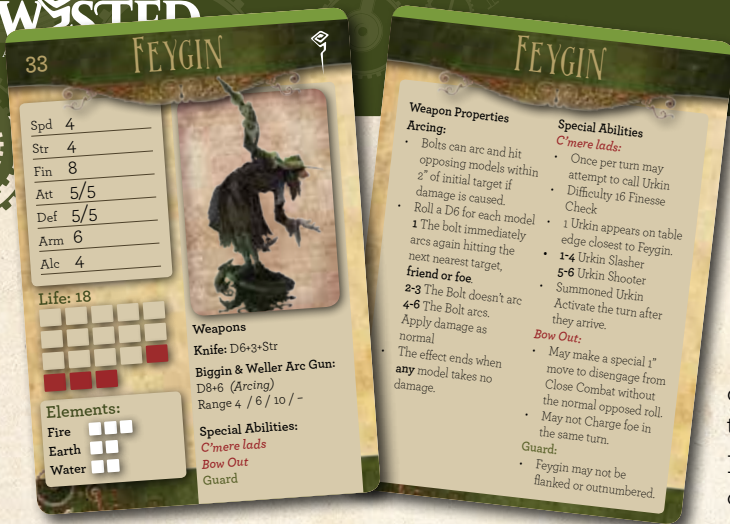 TWISTED
33
FEYGIN
Spd 4
Str 4
Fin 8
Att 5/5
Def 5/5
Arm 6
Alc 4
Life: 18
Elements:
Fire
Earth
Water
Weapons
Knife: D6+3+Str
Biggin & Weller Arc Gun:
D8+6 (Arcing)
Range 4 / 6 / 10 / -
Special Abilities:
C'mere lads
Bow Out
Guard
FEYGIN
Weapon Properties
Arcing:
• Bolts can arc and hit
opposing models within
2" of initial target if
damage is caused.
• Roll a D6 for each model
1 The bolt immediately
arcs again hitting the
next nearest target,
friend or foe.
2-3 The Bolt doesn't arc
4-6 The Bolt arcs.
Apply damage as
normal
• The effect ends when
any model takes no
damage.
Special Abilities
C'mere lads:
• Once per turn may
attempt to call Urkin
• Difficulty 16 Finesse
Check
• 1 Urkin appears on table
edge closest to Feygin.
• 1-4 Urkin Slasher
5-6 Urkin Shooter
• Summoned Urkin
Activate the turn after
they arrive.
Bow Out:
• May make a special 1"
move to disengage from
Close Combat without
the normal opposed roll.
• May not Charge foe in
the same turn.
Guard:
• Feygin may not be
flanked or outnumbered.